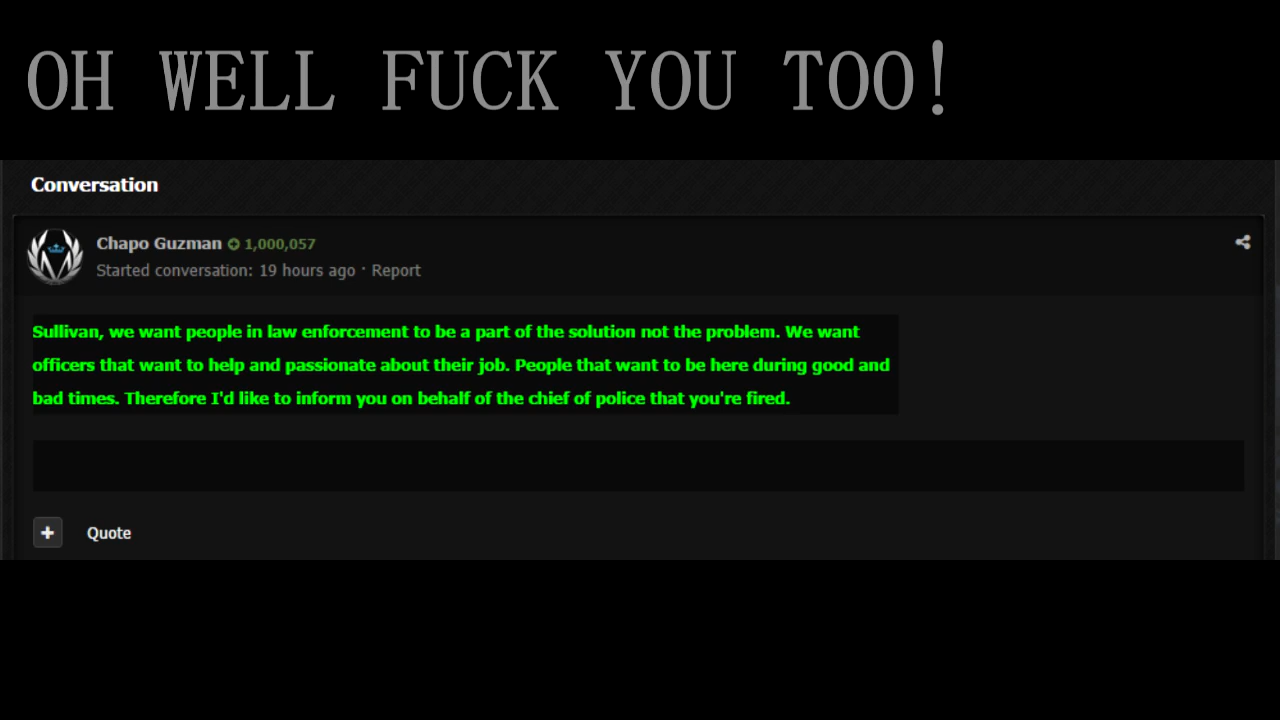 OH WELL FUCK YOU TOO!
Conversation
Chapo Guzman 1,000,057
Started conversation: 19 hours ago · Report
Sullivan, we want people in law enforcement to be a part of the solution not the problem. We want
officers that want to help and passionate about their job. People that want to be here during good and
bad times. Therefore I'd like to inform you on behalf of the chief of police that you're fired.
Quote